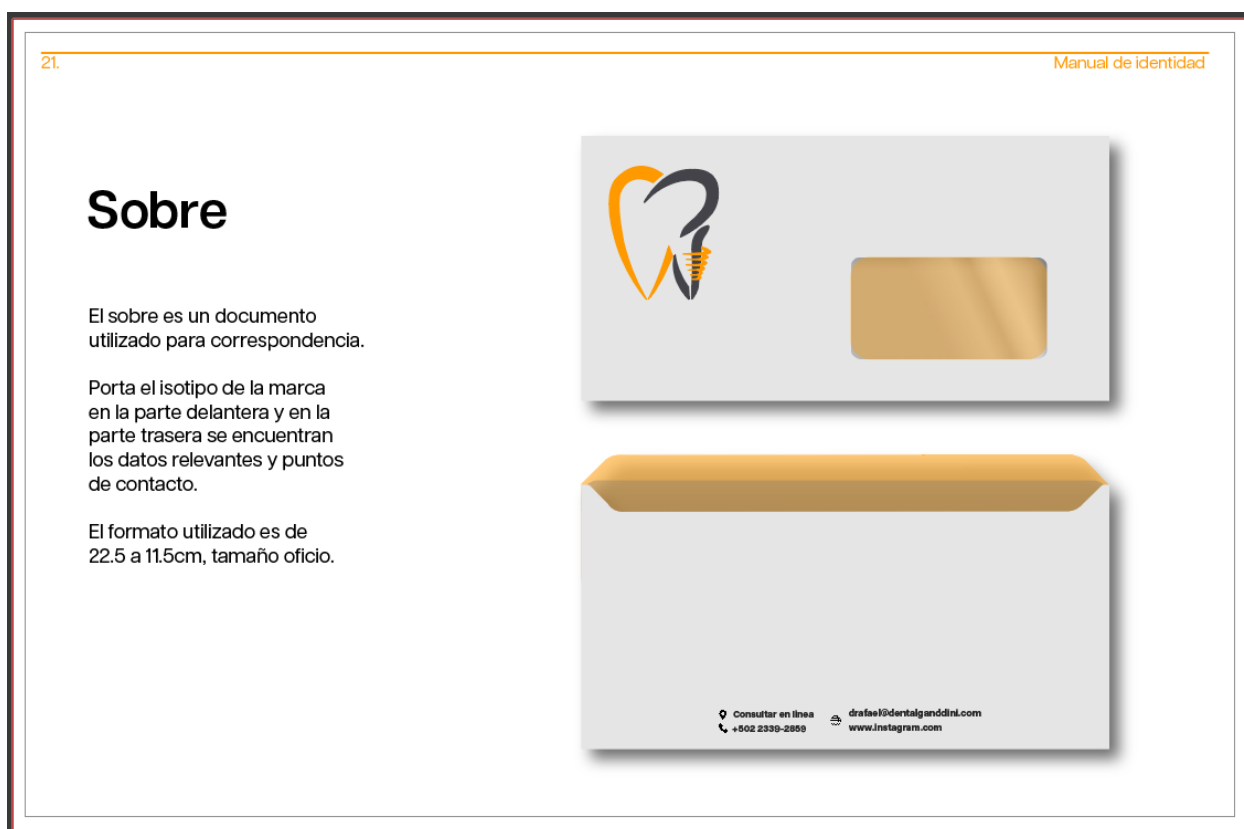 21.
Manual de identidad
Sobre
El sobre es un documento
utilizado para correspondencia.
Porta el isotipo de la marca
en la parte delantera y en la
parte trasera se encuentran
los datos relevantes y puntos
de contacto.
El formato utilizado es de
22.5 a 11.5cm, tamaño oficio.
Consultar en linea
+502 2339-2859
drafael@dentalganddini.com
www.instagram.com